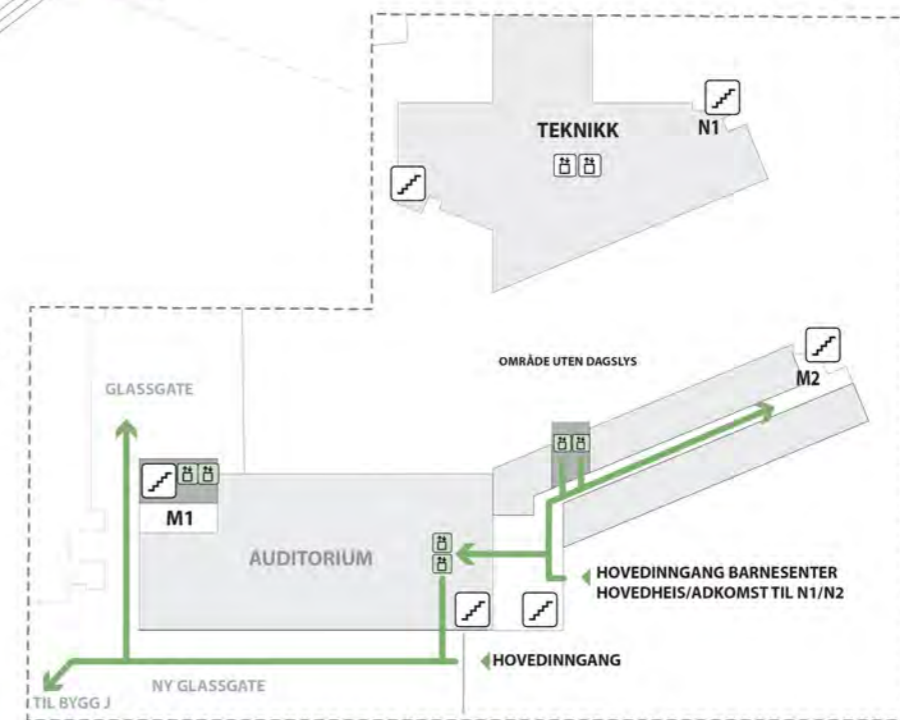 TEKNIKK
N1
OMRÅDE UTEN DAGSLYS
M2
GLASSGATE
M1
AUDITORIUM
HOVEDINNGANG BARNESENTER
HOVEDHEIS/ADKOMST TIL N1/N2
HOVEDINNGANG
NY GLASSGATE
TIL BYGG J